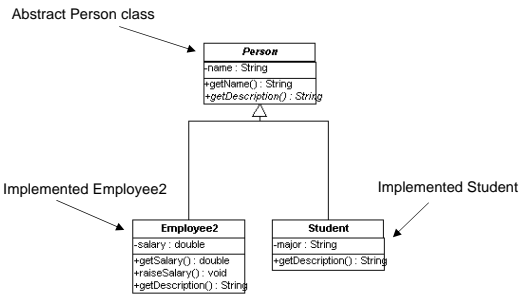 Abstract Person class
Person
-name : String
+getName() : String
+getDescription() : String
Implemented Employee2
Implemented Student
Employee2
-salary : double
+getSalary() : double
+raiseSalary() : void
+getDescription() : String
Student
-major : String
+getDescription() : String